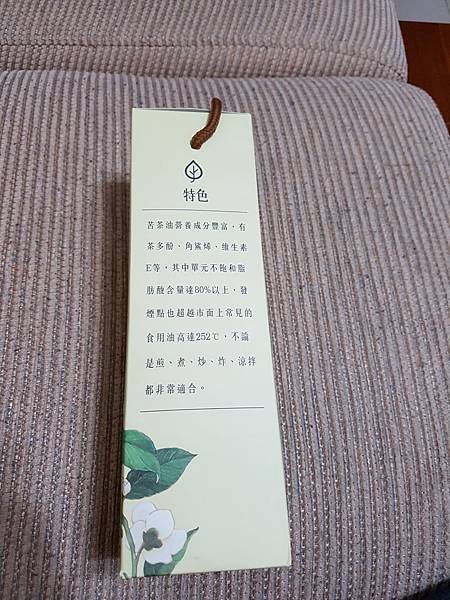 特色
苦茶油營養成分豐富，有
茶多酚、角鯊烯、維生素
E等，其中單元不飽和脂
肪酸含量達80%以上，發
煙點也超越市面上常見的
食用油高達252℃，不論
是煎、煮、炒、炸、涼拌
都非常適合。